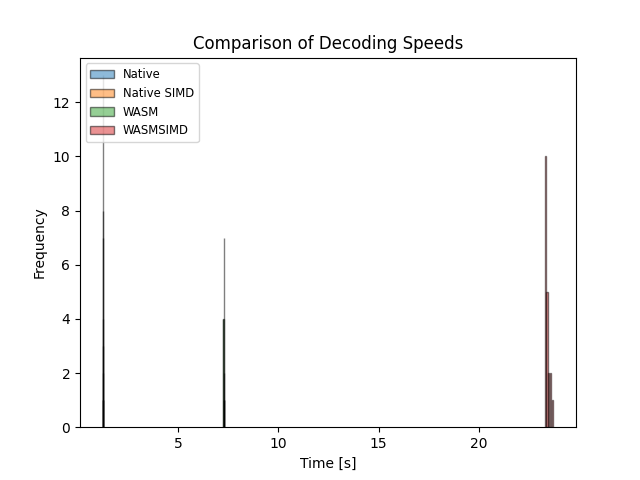 Comparison of Decoding Speeds
Native
Native SIMD
WASM
WASMSIMD
12
10
8
6
4
2
0
Frequency
5 10 15 20
Time [s]